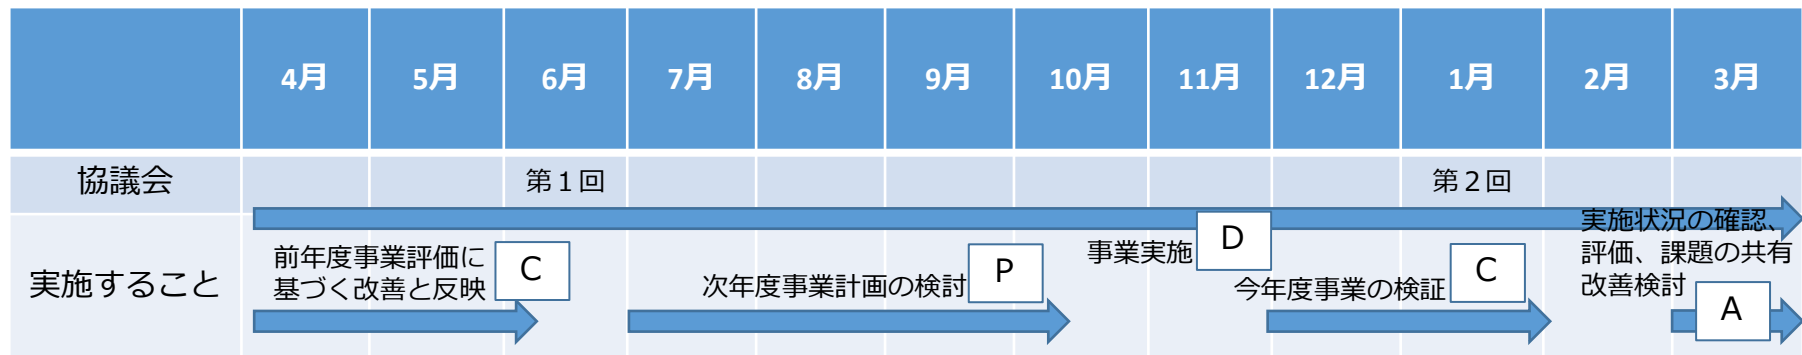 4月 5月 6月 7月 8月 9月 10月 11月 12月 1月 2月 3月
協議会 第１回 第２回
実施すること
前年度事業評価に
基づく改善と反映
C
次年度事業計画の検討
P
事業実施
D
今年度事業の検証
C
実施状況の確認、
評価、課題の共有
改善検討
A